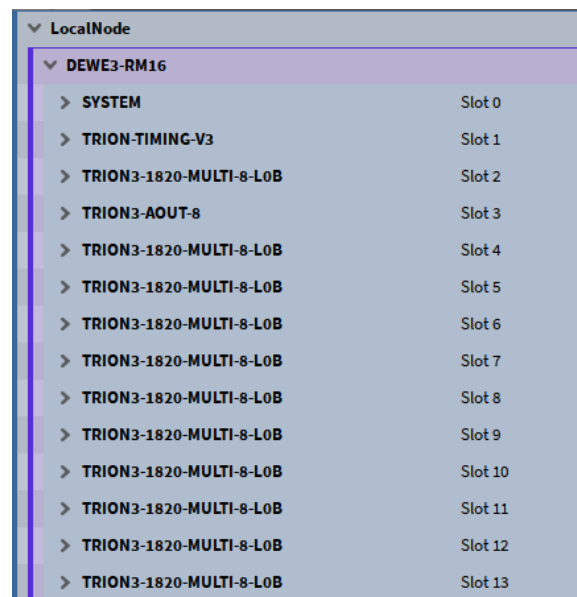 LocalNode
DEWE3-RM16
SYSTEM Slot 0
TRION-TIMING-V3 Slot 1
TRION3-1820-MULTI-8-L0B Slot 2
TRION3-AOUT-8 Slot 3
TRION3-1820-MULTI-8-L0B Slot 4
TRION3-1820-MULTI-8-L0B Slot 5
TRION3-1820-MULTI-8-L0B Slot 6
TRION3-1820-MULTI-8-L0B Slot 7
TRION3-1820-MULTI-8-L0B Slot 8
TRION3-1820-MULTI-8-L0B Slot 9
TRION3-1820-MULTI-8-L0B Slot 10
TRION3-1820-MULTI-8-L0B Slot 11
TRION3-1820-MULTI-8-L0B Slot 12
TRION3-1820-MULTI-8-L0B Slot 13